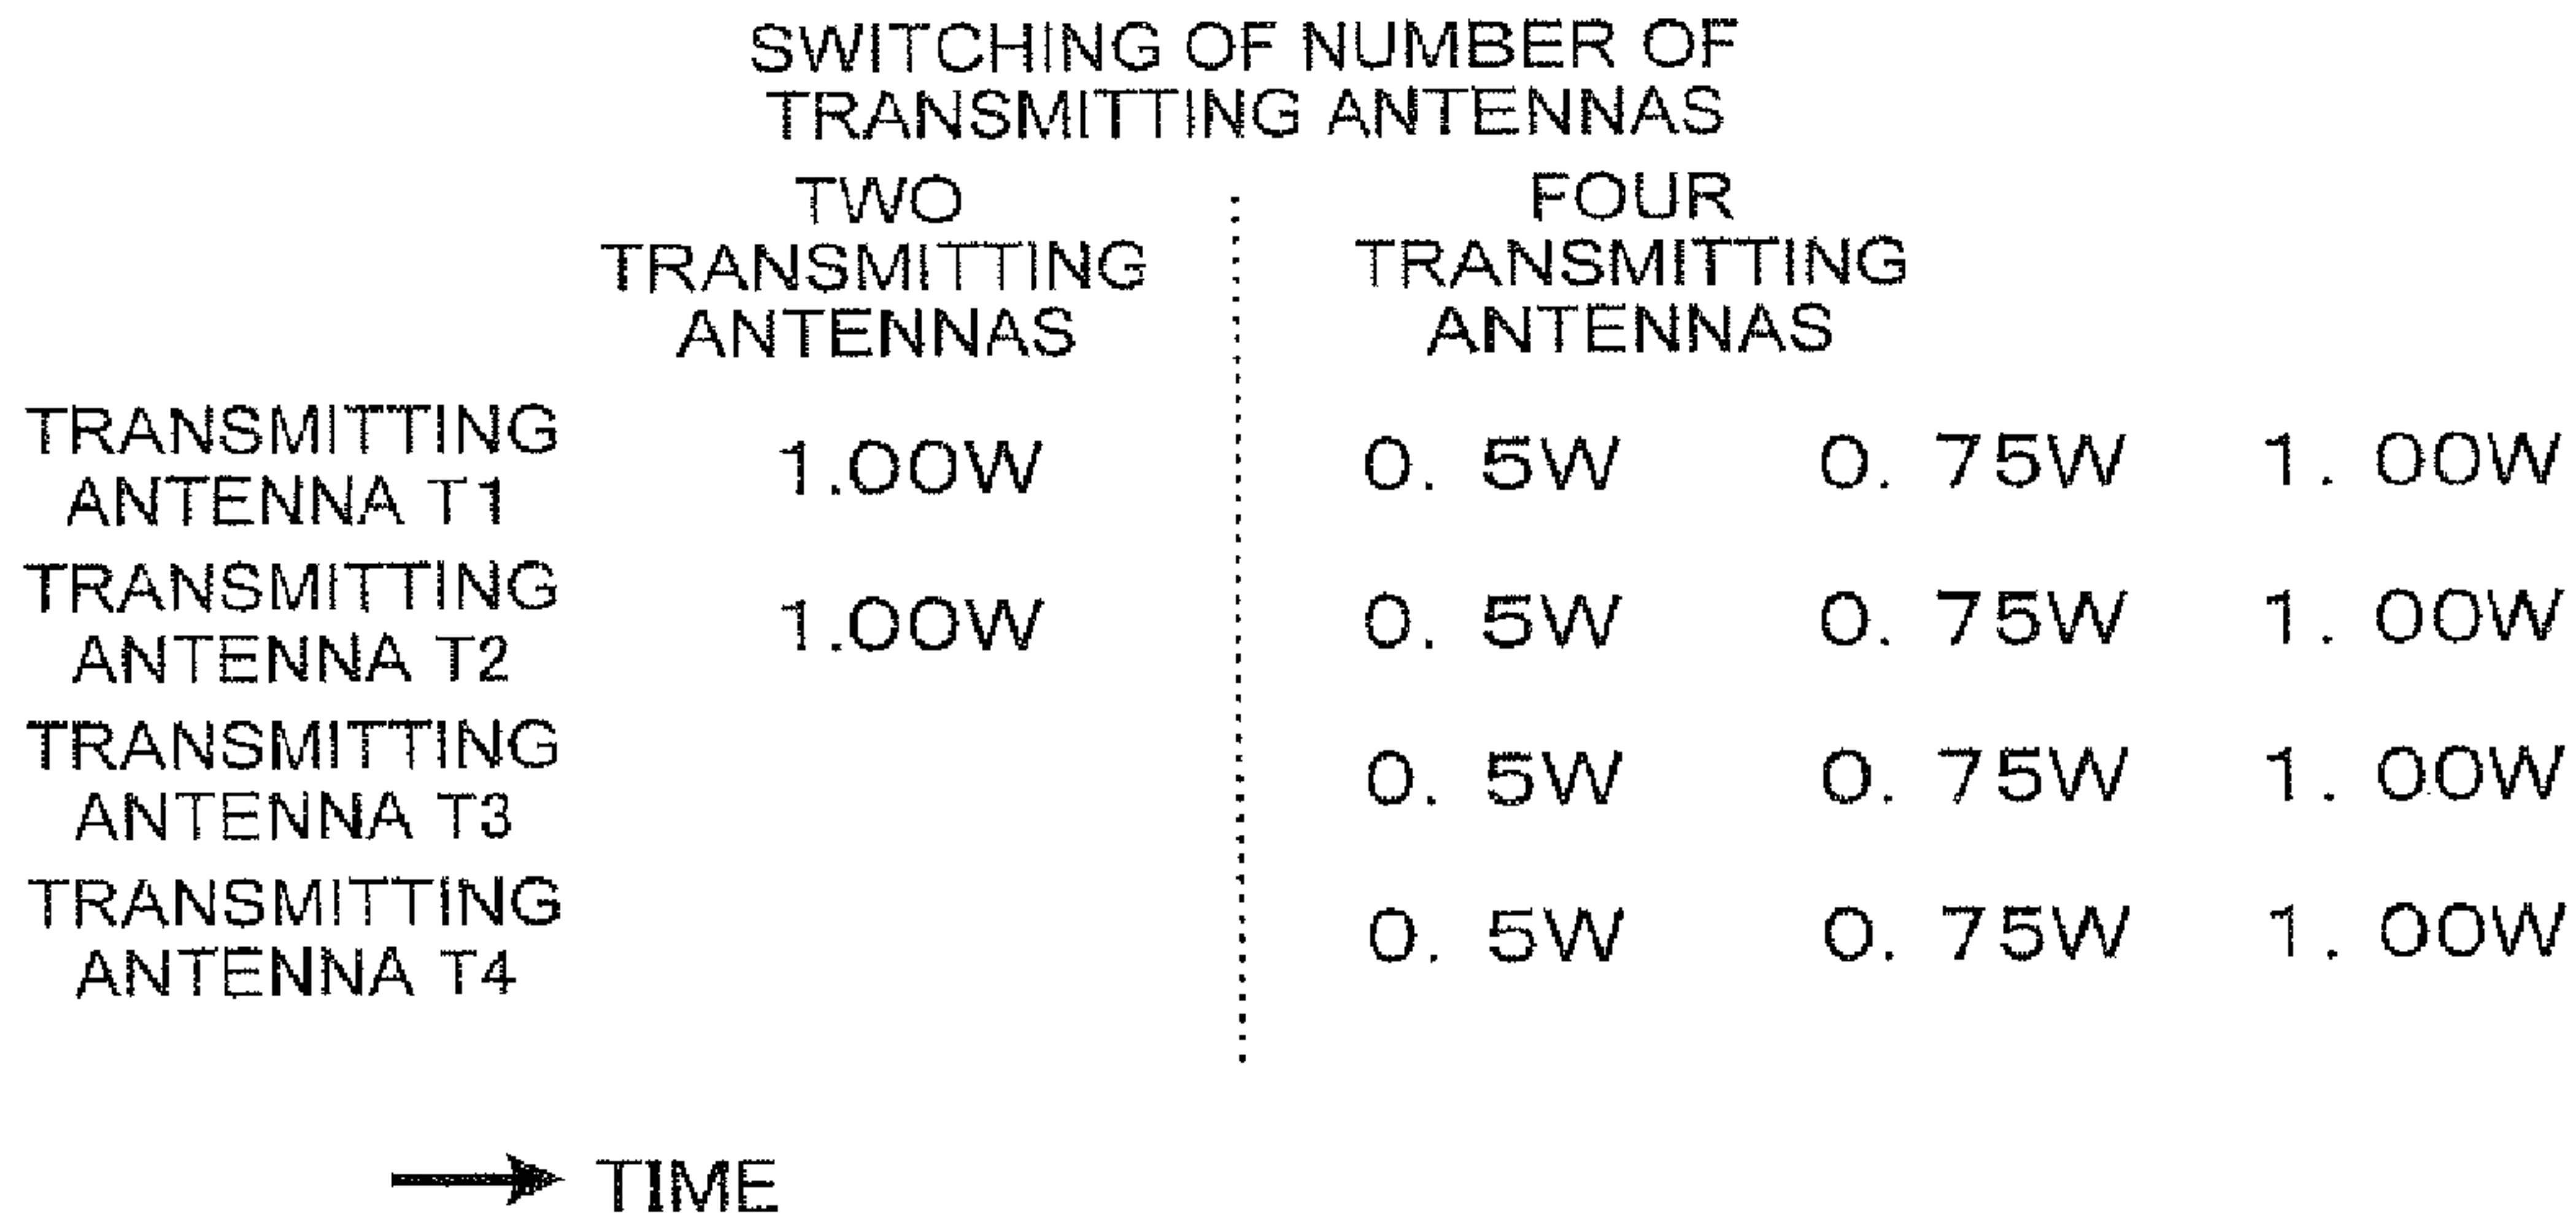 SWITCHING OF NUMBER OF
TRANSMITTING ANTENNAS
TWO
TRANSMITTING
ANTENNAS
FOUR
TRANSMITTING
ANTENNAS
TRANSMITTING
ANTENNA T1
1.00W 0. 5W 0. 75W 1. 00W
TRANSMITTING
ANTENNA T2
1.00W 0. 5W 0. 75W 1. 00W
TRANSMITTING
ANTENNA T3
0. 5W 0. 75W 1. 00W
TRANSMITTING
ANTENNA T4
0. 5W 0. 75W 1. 00W
TIME